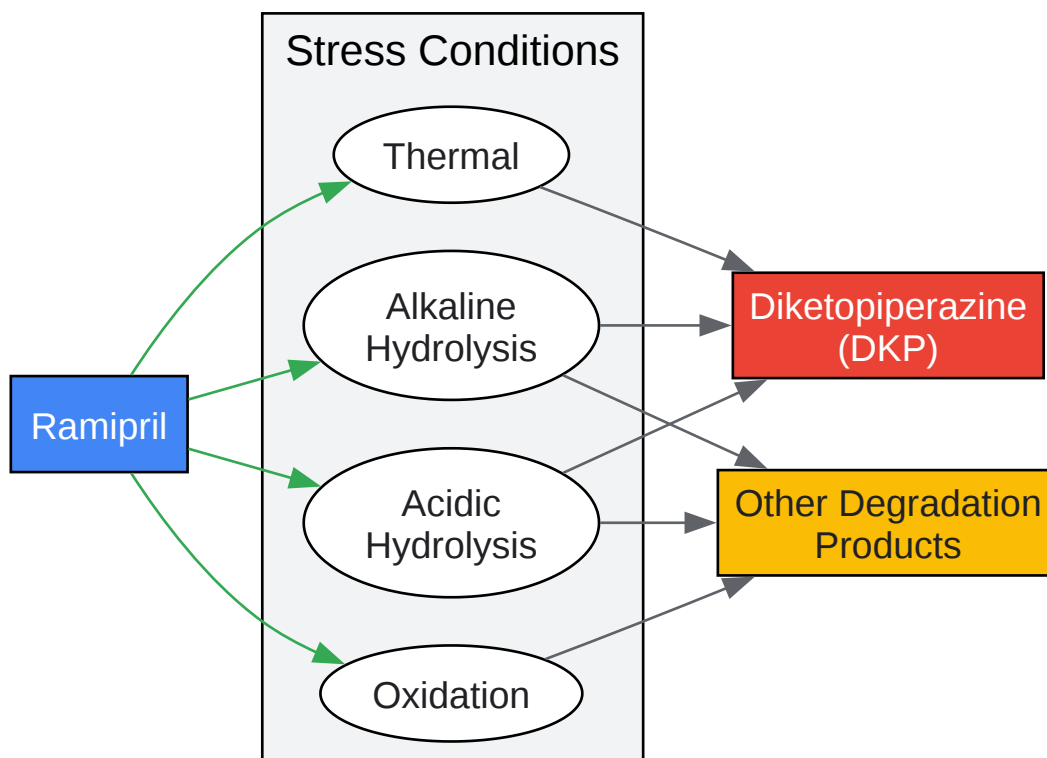 Stress Conditions
Thermal
Alkaline
Hydrolysis
Diketopiperazine
(DKP)
Ramipril
Acidic
Hydrolysis
Other Degradation
Products
Oxidation